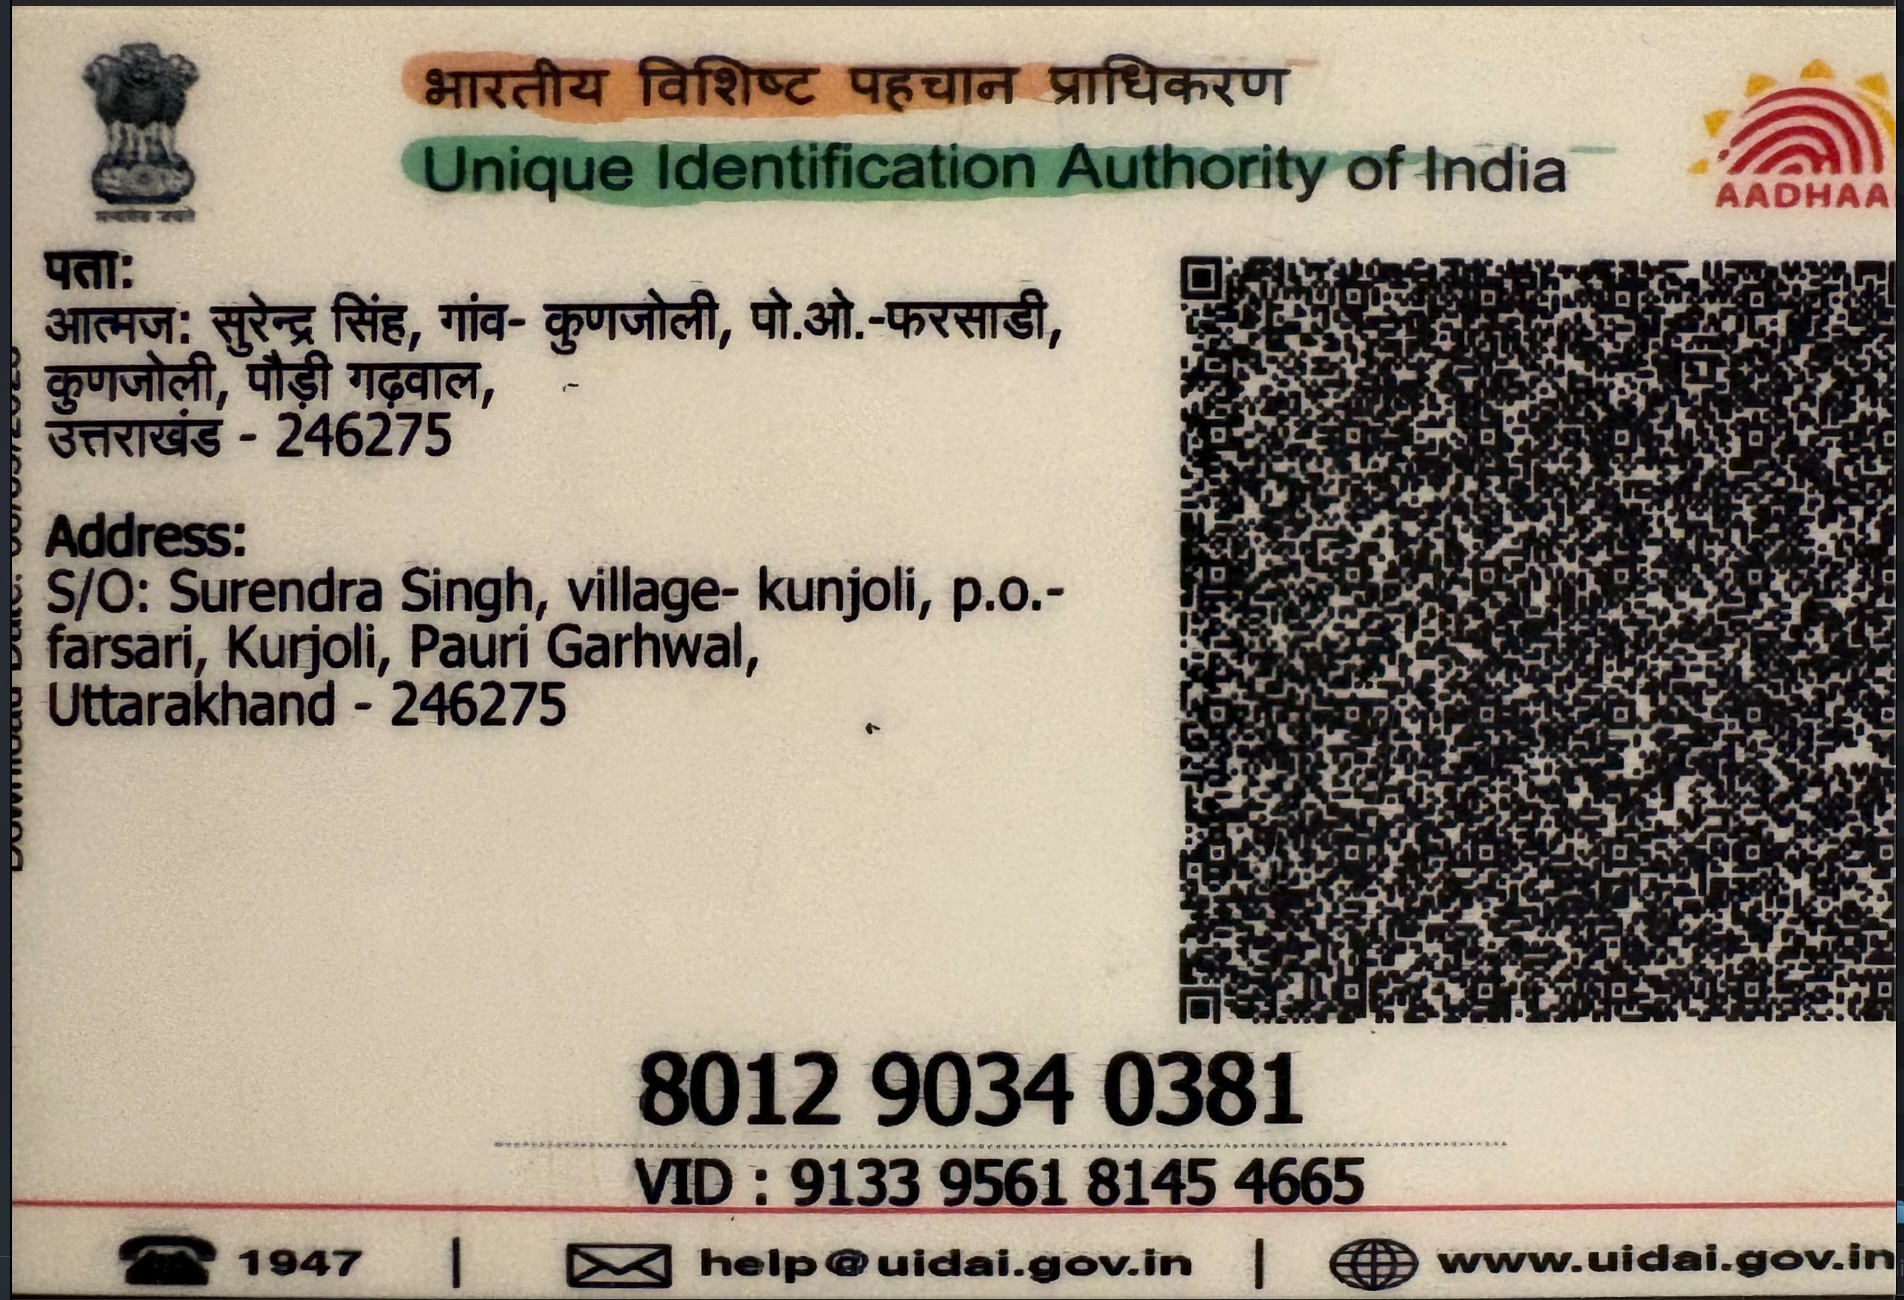 भारतीय विशिष्ट पहचान प्राधिकरण
Unique Identification Authority of India
AADHAA
पता:
आत्मज: सुरेन्द्र सिंह, गांव- कुणजोली, पो.ओ.-फरसाडी,
कुणजोली, पौड़ी गढ़वाल,
उत्तराखंड - 246275
Address:
S/O: Surendra Singh, village- kunjoli, p.o.-
farsari, Kurjoli, Pauri Garhwal,
Uttarakhand - 246275
8012 9034 0381
VID : 9133 9561 8145 4665
1947 | help@uidai.gov.in | www.uidai.gov.in